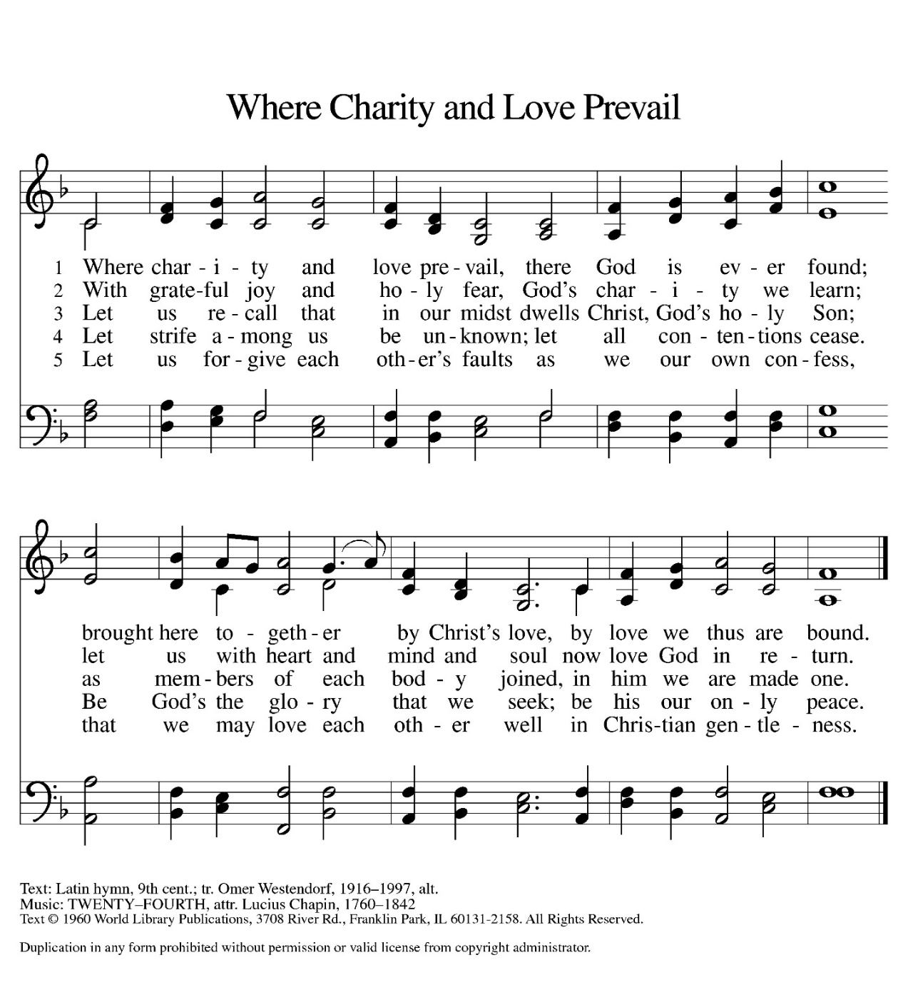 Where Charity and Love Prevail
1 Where char - i - ty and love pre - vail, there God is ev - er found;
2 With grate - ful joy and ho - ly fear, God's char - i - ty we learn;
3 Let us re - call that in our midst dwells Christ, God's ho - ly Son;
4 Let strife a - mong us be un - known; let all con - ten - tions cease.
5 Let us for - give each oth - er's faults as we our own con - fess,
brought here to - geth - er by Christ's love, by love we thus are bound.
let us with heart and mind and soul now love God in re - turn.
as mem - bers of each bod - y joined, in him we are made one.
Be God's the glo - ry that we seek; be his our on - ly peace.
that we may love each oth - er well in Chris - tian gen - tle - ness.
Text: Latin hymn, 9th cent.; tr. Omer Westendorf, 1916–1997, alt.
Music: TWENTY–FOURTH, attr. Lucius Chapin, 1760–1842
Text © 1960 World Library Publications, 3708 River Rd., Franklin Park, IL 60131-2158. All Rights Reserved.
Duplication in any form prohibited without permission or valid license from copyright administrator.